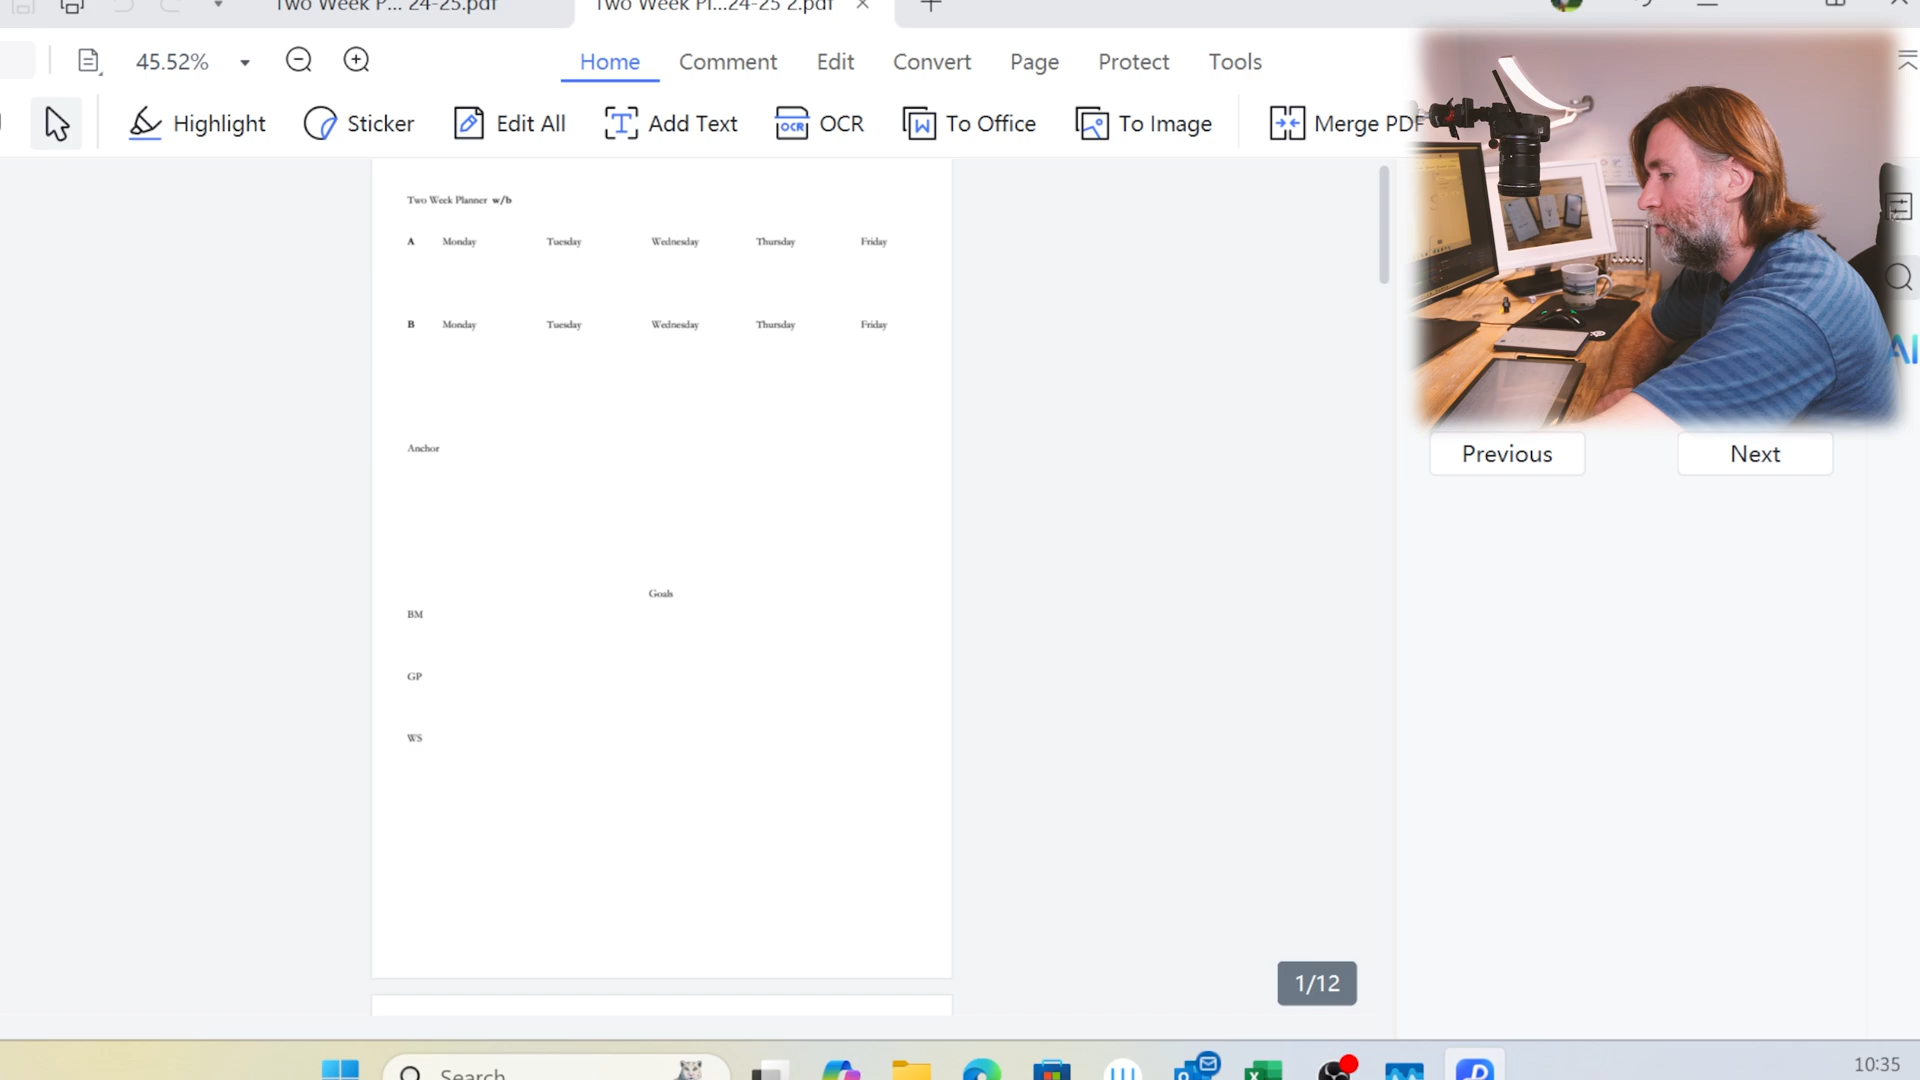 Two Week P... 24-25.pdf
Two Week Pl...24-25 2.pdf
45.52%
Home Comment Edit Convert Page Protect Tools
Highlight Sticker Edit All Add Text OCR To Office To Image Merge PDF
Two Week Planner w/b
A Monday Tuesday Wednesday Thursday Friday
B Monday Tuesday Wednesday Thursday Friday
AI
Anchor
Previous Next
Goals
BM
GP
WS
1/12
Search
10:35